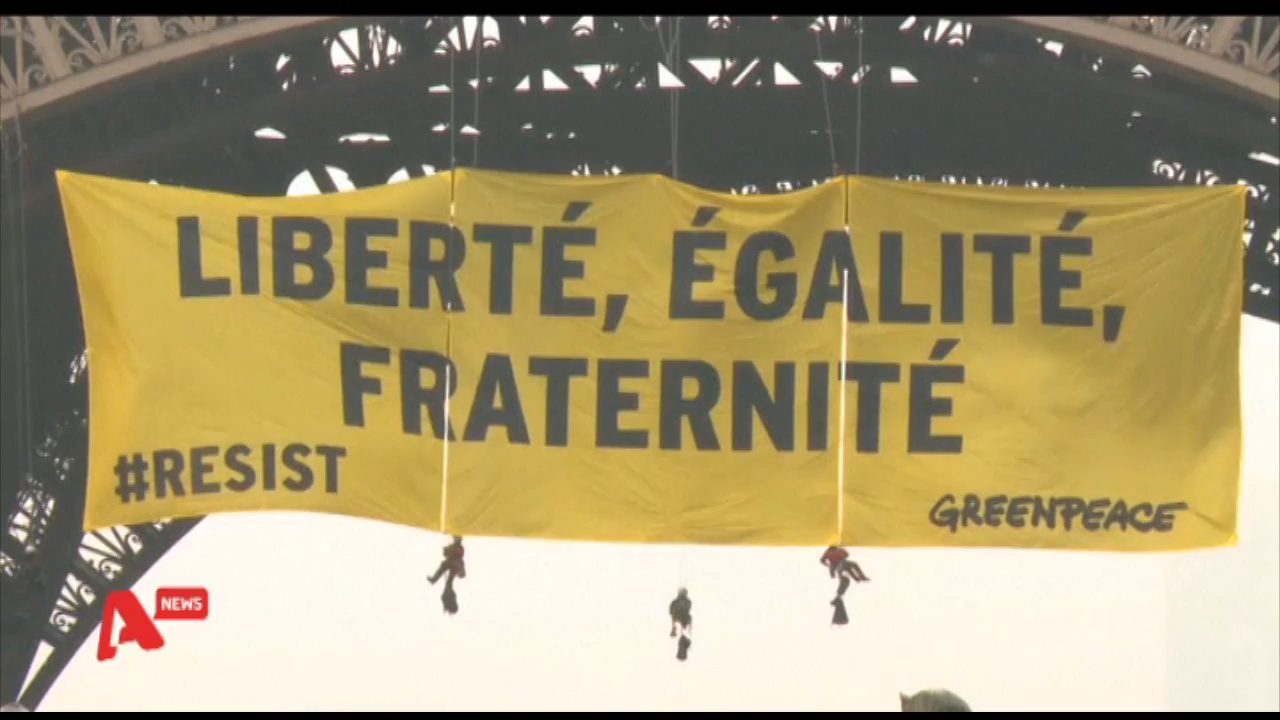 LIBERTÉ, ÉGALITÉ,
FRATERNITÉ
#RESIST
GREENPEACE
A NEWS